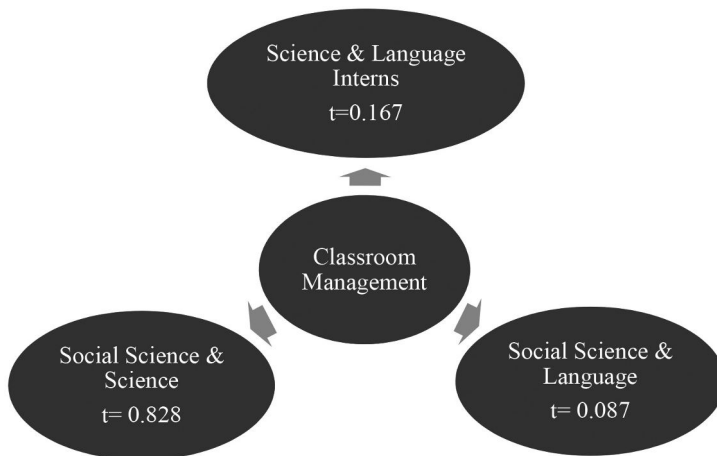 Science & Language
Interns
t=0.167
Classroom
Management
Social Science &
Science
t= 0.828
Social Science &
Language
t= 0.087